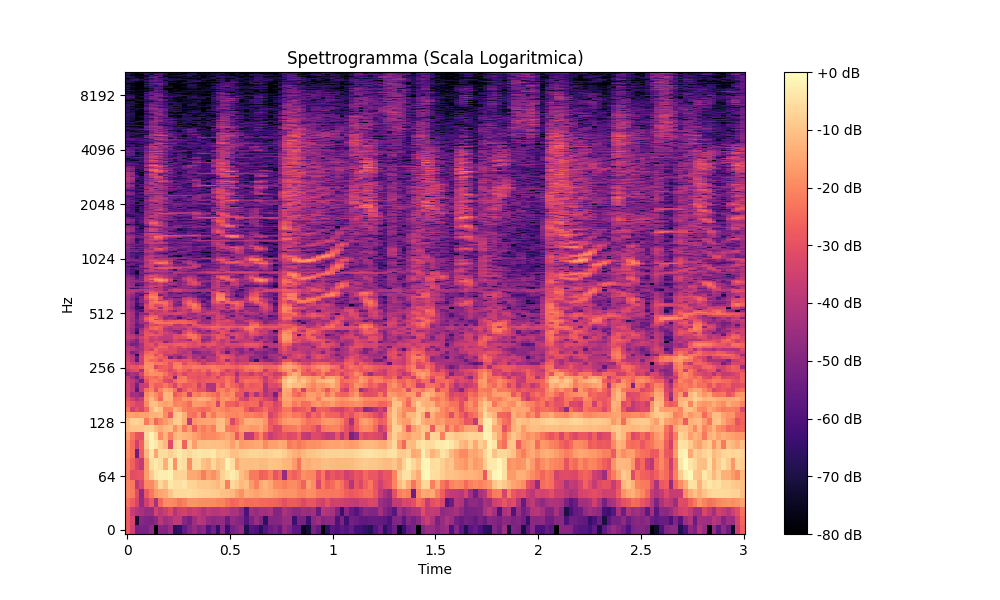 Spettrogramma (Scala Logaritmica)
Hz
8192
4096
2048
1024
512
256
128
64
0
0 0.5 1 1.5 2 2.5 3
Time
+0 dB
-10 dB
-20 dB
-30 dB
-40 dB
-50 dB
-60 dB
-70 dB
-80 dB